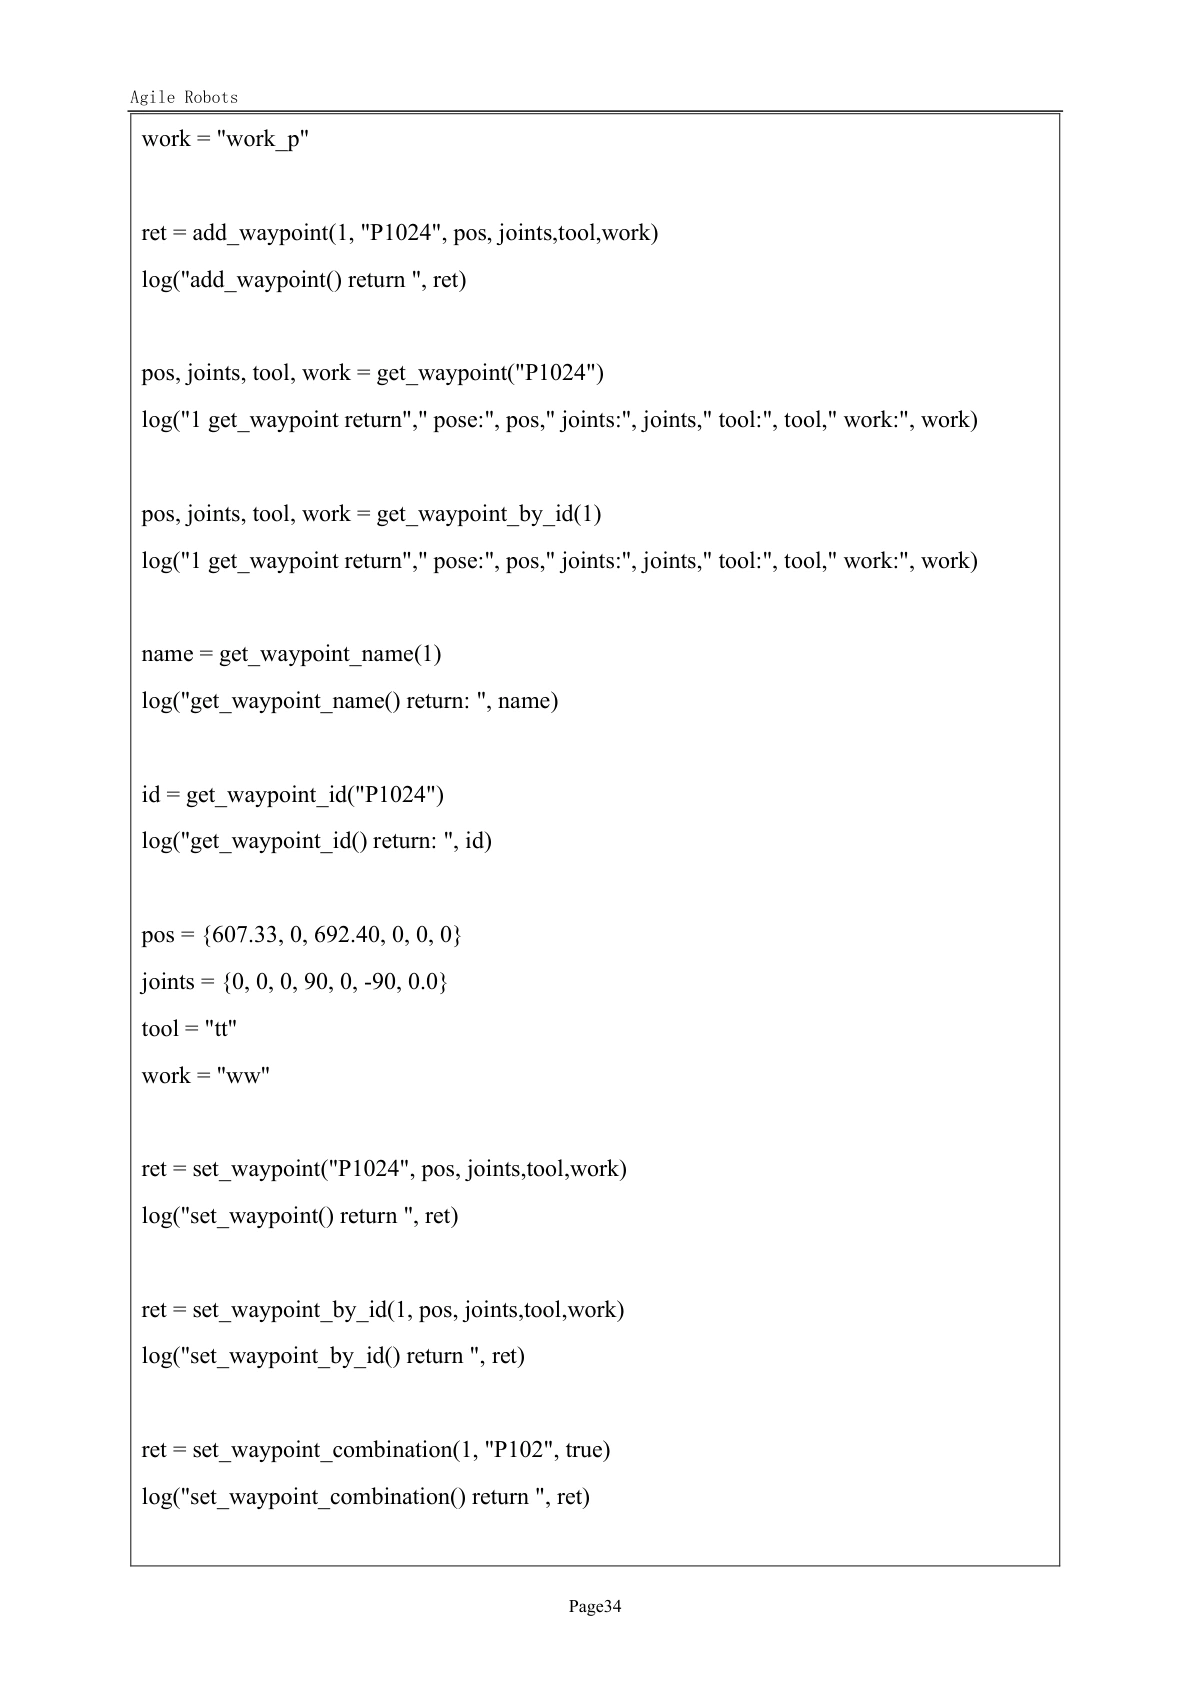 Agile Robots
work = "work_p"
ret = add_waypoint(1, "P1024", pos, joints,tool,work)
log("add_waypoint() return ", ret)
pos, joints, tool, work = get_waypoint("P1024")
log("1 get_waypoint return"," pose:", pos," joints:", joints," tool:", tool," work:", work)
pos, joints, tool, work = get_waypoint_by_id(1)
log("1 get_waypoint return"," pose:", pos," joints:", joints," tool:", tool," work:", work)
name = get_waypoint_name(1)
log("get_waypoint_name() return: ", name)
id = get_waypoint_id("P1024")
log("get_waypoint_id() return: ", id)
pos = {607.33, 0, 692.40, 0, 0, 0}
joints = {0, 0, 0, 90, 0, -90, 0.0}
tool = "tt"
work = "ww"
ret = set_waypoint("P1024", pos, joints,tool,work)
log("set_waypoint() return ", ret)
ret = set_waypoint_by_id(1, pos, joints,tool,work)
log("set_waypoint_by_id() return ", ret)
ret = set_waypoint_combination(1, "P102", true)
log("set_waypoint_combination() return ", ret)
Page34